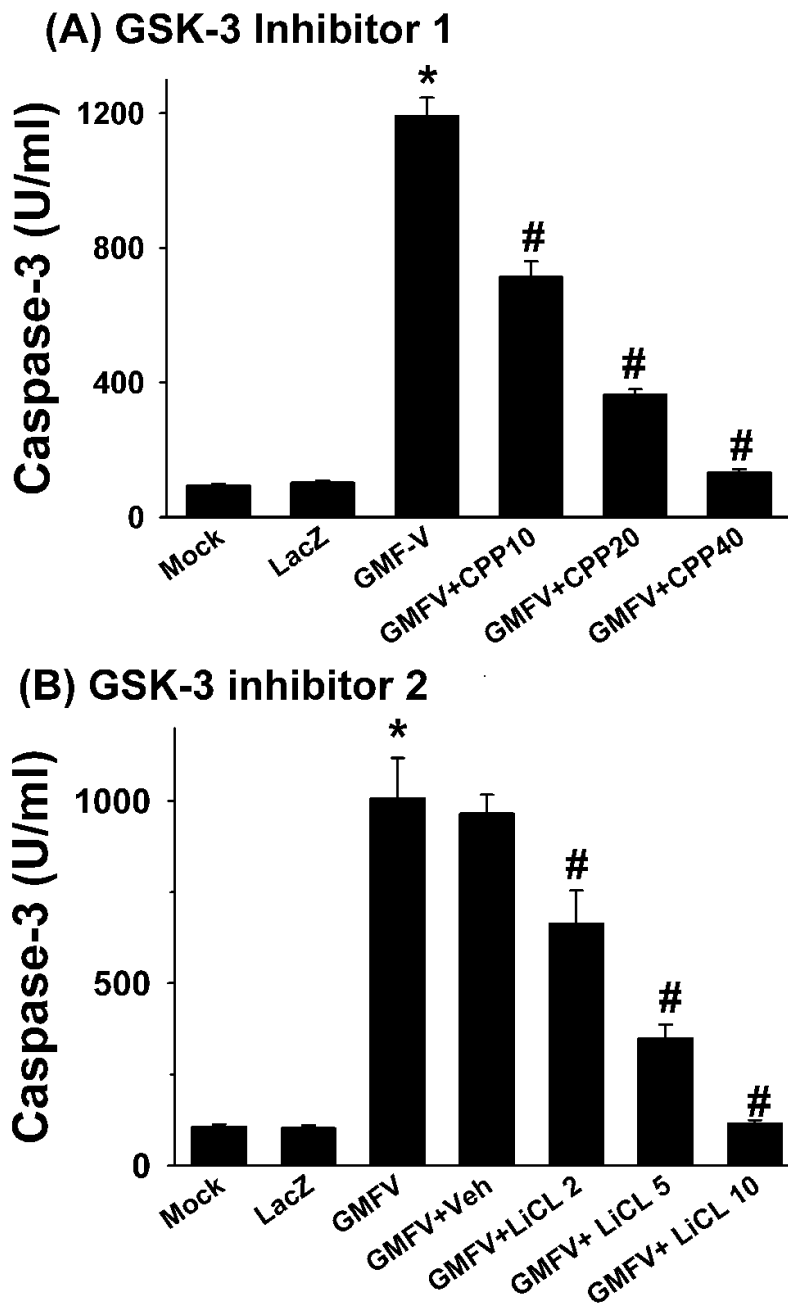 (A) GSK-3 Inhibitor 1
Caspase-3 (U/ml)
1200
800
400
0
*
#
#
#
Mock
LacZ
GMF-V
GMFV+CPP10
GMFV+CPP20
GMFV+CPP40
(B) GSK-3 inhibitor 2
Caspase-3 (U/ml)
1000
500
0
*
#
#
#
Mock
LacZ
GMFV
GMFV+Veh
GMFV+LiCL 2
GMFV+ LiCL 5
GMFV+ LiCL 10